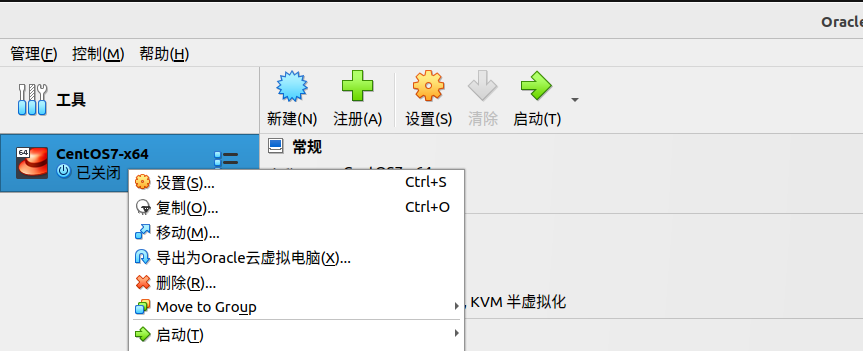 Oracle
管理(F) 控制(M) 帮助(H)
工具
新建(N) 注册(A) 设置(S) 清除 启动(T)
64
CentOS7-x64
已关闭
常规
设置(S)... Ctrl+S
复制(O)... Ctrl+O
移动(M)...
导出为Oracle云虚拟电脑(X)...
删除(R)...
Move to Group
, KVM 半虚拟化
启动(T)